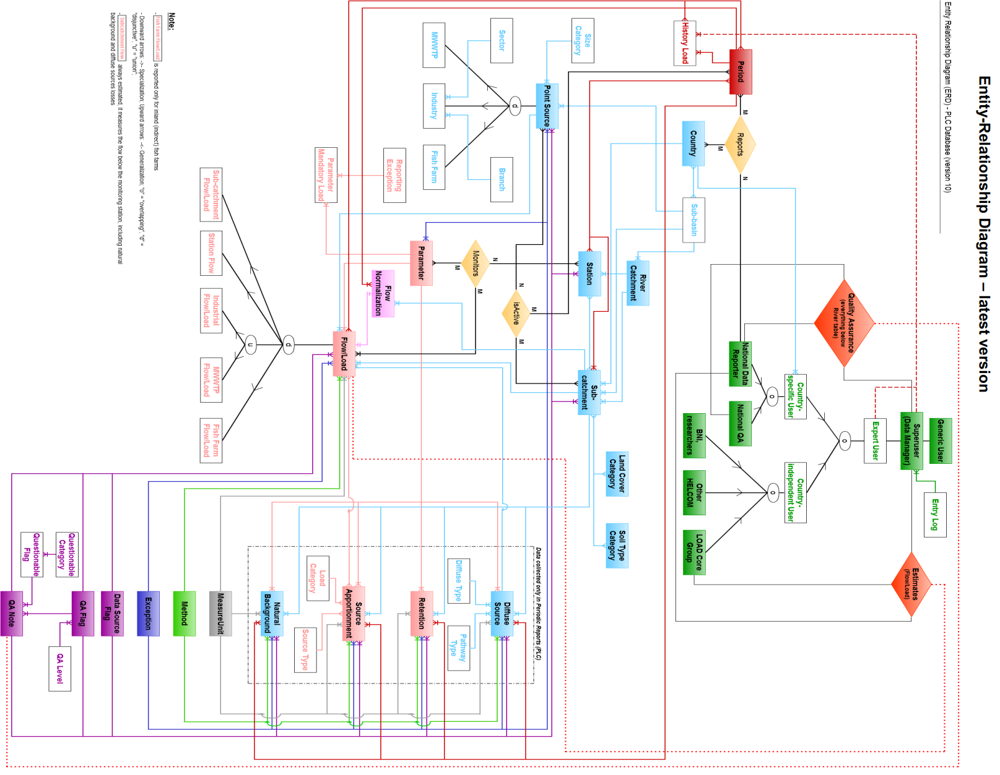 Entity-Relationship Diagram – latest version
Entity Relationship Diagram (ERD) - PLC Database (version 10)
Generic User
Superuser
(Data Manager)
Entry Log
Expert User
Estimates
(Flow/Load)
Quality Assurance
(everything below
River table)
Country-
specific User
Country-
independent User
o
o
o
National Data
Reporter
National QA
BNI,
researchers
Other
HELCOM
LOAD Core
Group
Period
History Load
M
Reports
N
M
Country
Sub-basin
River
Catchment
Size
Category
Station
Sub-
catchment
Land Cover
Category
Soil Type
Category
Point Source
d
Sector
Branch
MWWTP
Industry
Fish Farm
isActive
N
M
M
Monitors
N
M
M
Parameter
Flow
Normalization
Reporting
Exception
Parameter
Mandatory Load
Flow/Load
d
u
Sub-catchment
Flow/Load
Station Flow
Industrial
Flow/Load
MWWTP
Flow/Load
Fish Farm
Flow/Load
Data collected only in Periodic Reports (PLC)
Diffuse
Source
Diffuse Type
Pathway
Type
Retention
Source
Apportionment
Load
Category
Source Type
Natural
Background
MeasureUnit
Method
Exception
Data Source
Flag
QA Flag
QA Level
Questionable
Category
Questionable
Flag
QA Note
Note:
- Fish Farm Flow/Load is reported only for inland (indirect) fish farms
- Downward arrows: ->- Specialization; Upward arrows: -<- Generalization, "o" = "overlapping", "d" =
"disjunctive", "u" = "union".
- Subcatchment Flow always estimated, it measures the flow below the monitoring station, including natural
background and diffuse sources losses